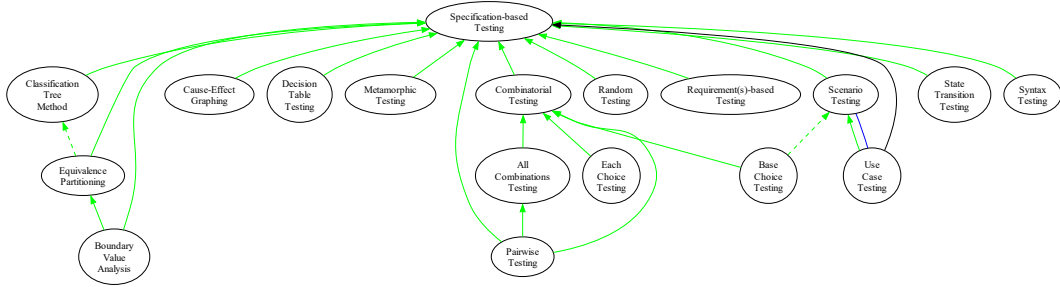 Specification-based
Testing
Classification
Tree
Method
Cause-Effect
Graphing
Decision
Table
Testing
Metamorphic
Testing
Combinatorial
Testing
Random
Testing
Requirement(s)-based
Testing
Scenario
Testing
State
Transition
Testing
Syntax
Testing
Equivalence
Partitioning
All
Combinations
Testing
Each
Choice
Testing
Base
Choice
Testing
Use
Case
Testing
Boundary
Value
Analysis
Pairwise
Testing